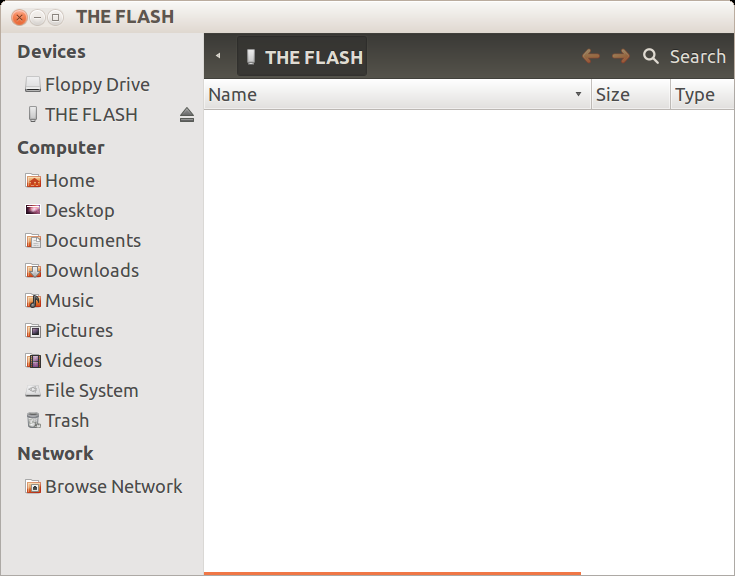 THE FLASH
Devices
Floppy Drive
THE FLASH
Computer
Home
Desktop
Documents
Downloads
Music
Pictures
Videos
File System
Trash
Network
Browse Network
THE FLASH
Search
Name Size Type